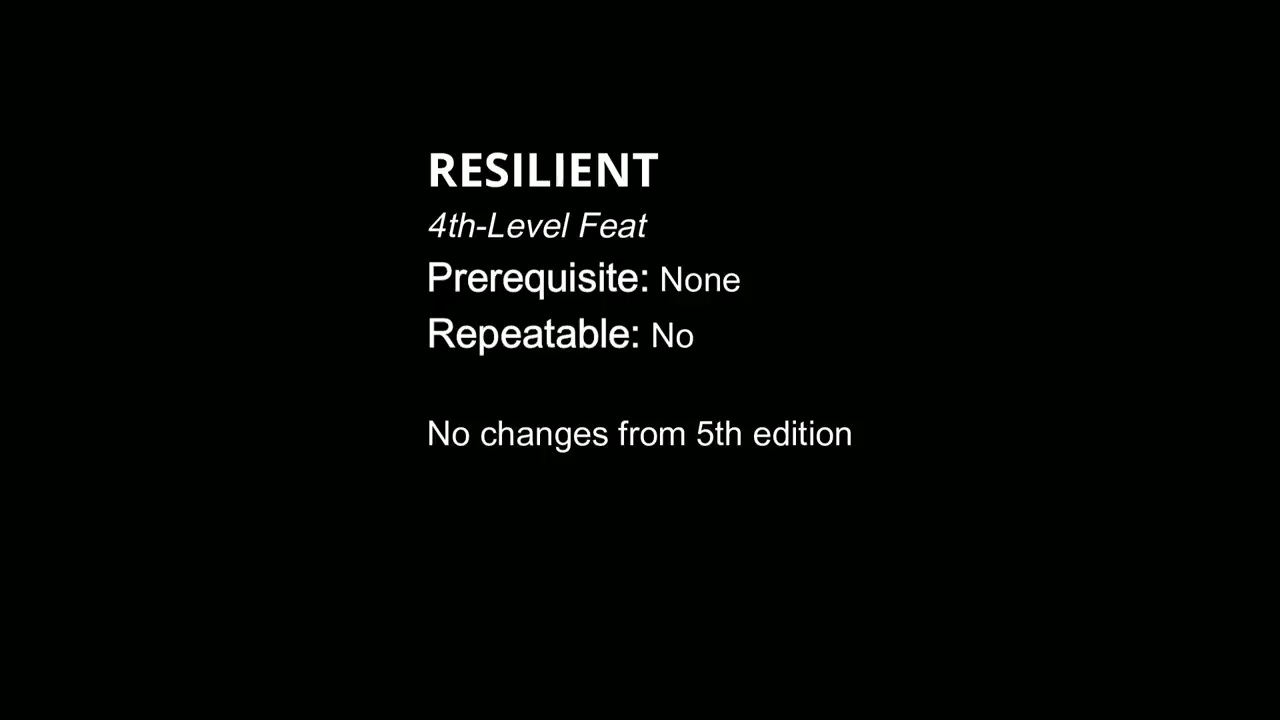 RESILIENT
4th-Level Feat
Prerequisite: None
Repeatable: No
No changes from 5th edition